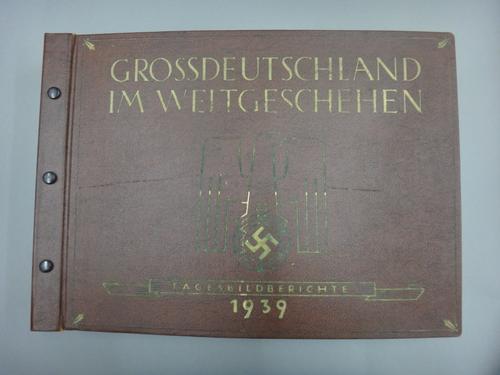 GROSSDEUTSCHLAND
IM WELTGESCHEHEN
TAGESBILDBERICHTE
1939